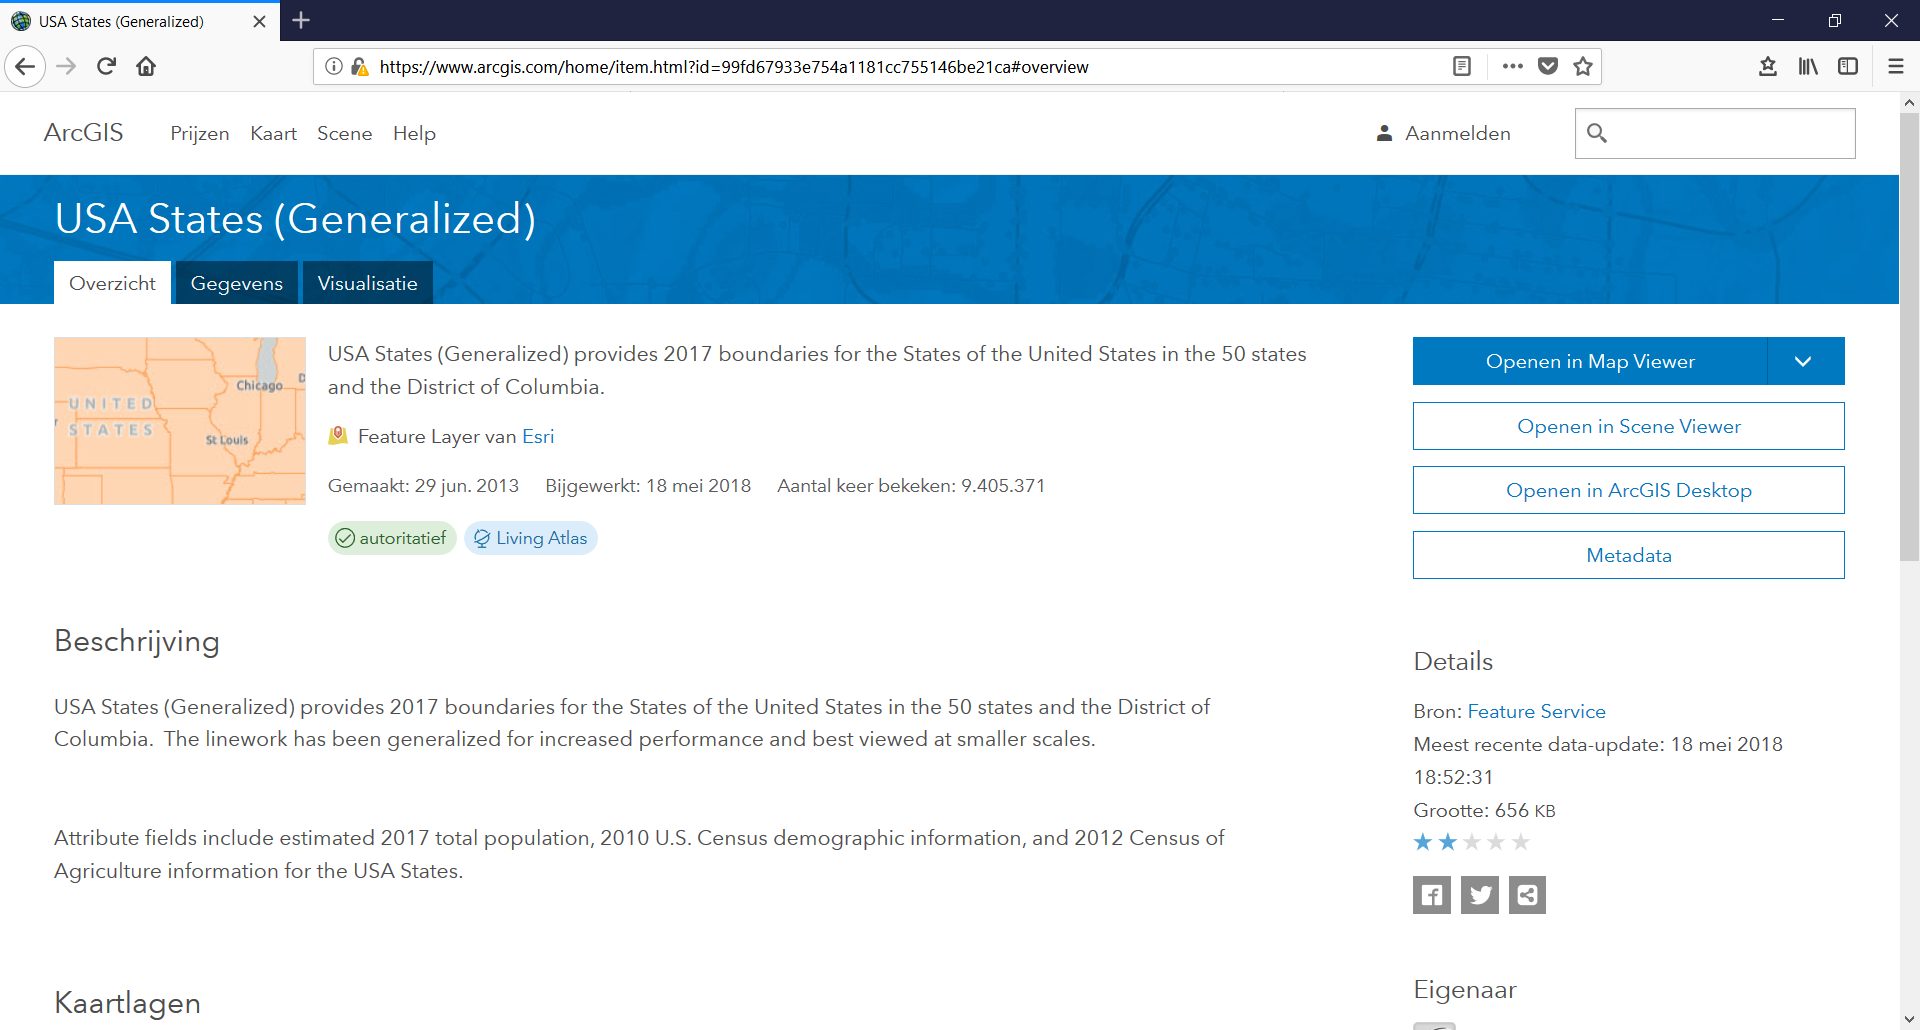 USA States (Generalized)
https://www.arcgis.com/home/item.html?id=99fd67933e754a1181cc755146be21ca#overview
ArcGIS
Prijzen Kaart Scene Help
Aanmelden
USA States (Generalized)
Overzicht Gegevens Visualisatie
Chicago
UNITED
STATES
St Louis
USA States (Generalized) provides 2017 boundaries for the States of the United States in the 50 states
and the District of Columbia.
Feature Layer van Esri
Gemaakt: 29 jun. 2013 Bijgewerkt: 18 mei 2018 Aantal keer bekeken: 9.405.371
autoritatief Living Atlas
Openen in Map Viewer
Openen in Scene Viewer
Openen in ArcGIS Desktop
Metadata
Beschrijving
USA States (Generalized) provides 2017 boundaries for the States of the United States in the 50 states and the District of
Columbia.  The linework has been generalized for increased performance and best viewed at smaller scales.
Attribute fields include estimated 2017 total population, 2010 U.S. Census demographic information, and 2012 Census of
Agriculture information for the USA States.
Kaartlagen
Details
Bron: Feature Service
Meest recente data-update: 18 mei 2018
18:52:31
Grootte: 656 KB
Eigenaar